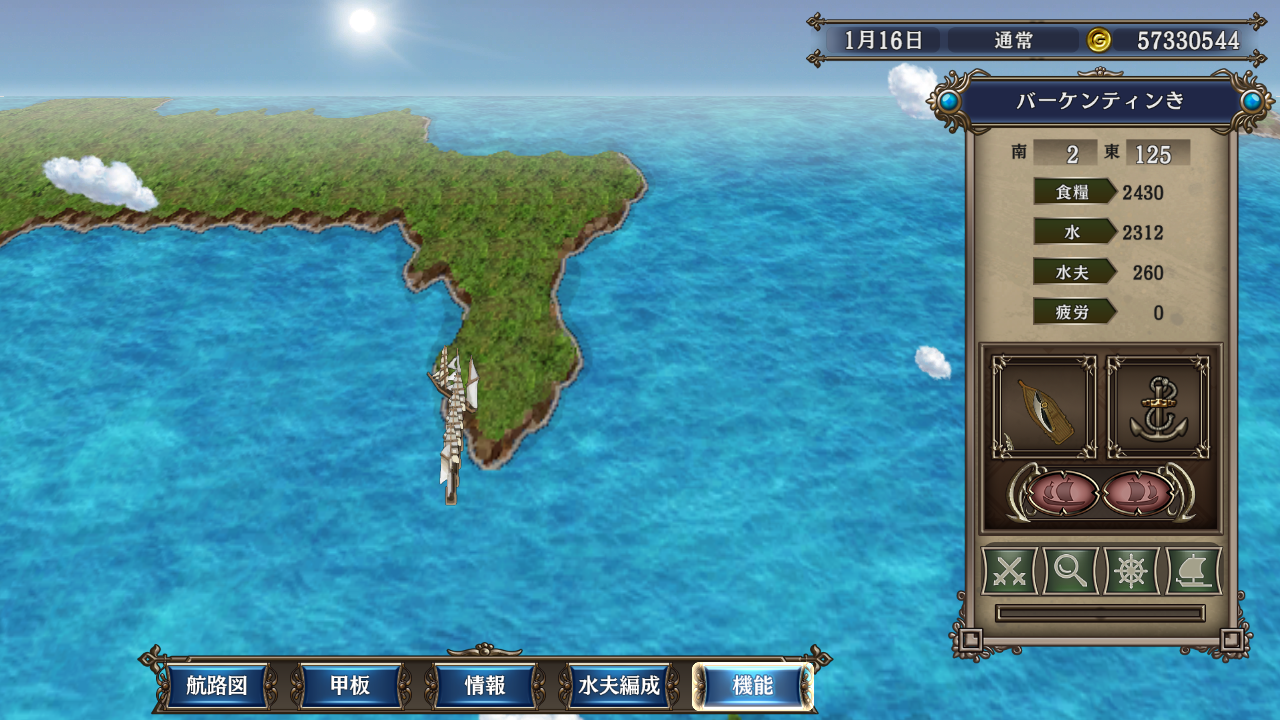 1月16日 通常 G 57330544
バーケンティンき
南 2 東 125
食糧 2430
水 2312
水夫 260
疲労 0
航路図 甲板 情報 水夫編成 機能